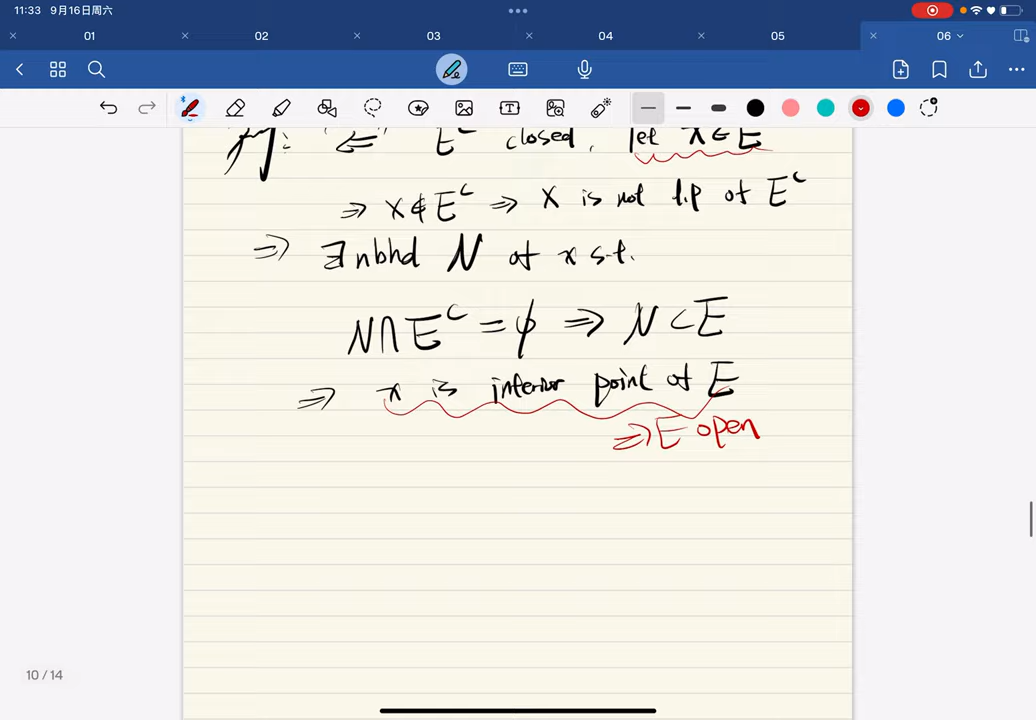 11:33 9月16日周六
01 02 03 04 05 06
pf: "⇐" E^c closed, let x∈E
⇒ x∉E^c ⇒ x is not l.p of E^c
⇒ ∃ nbhd N of x s.t.
N∩E^c = ϕ ⇒ N⊂E
⇒ x is interior point of E
⇒ E open
10 / 14